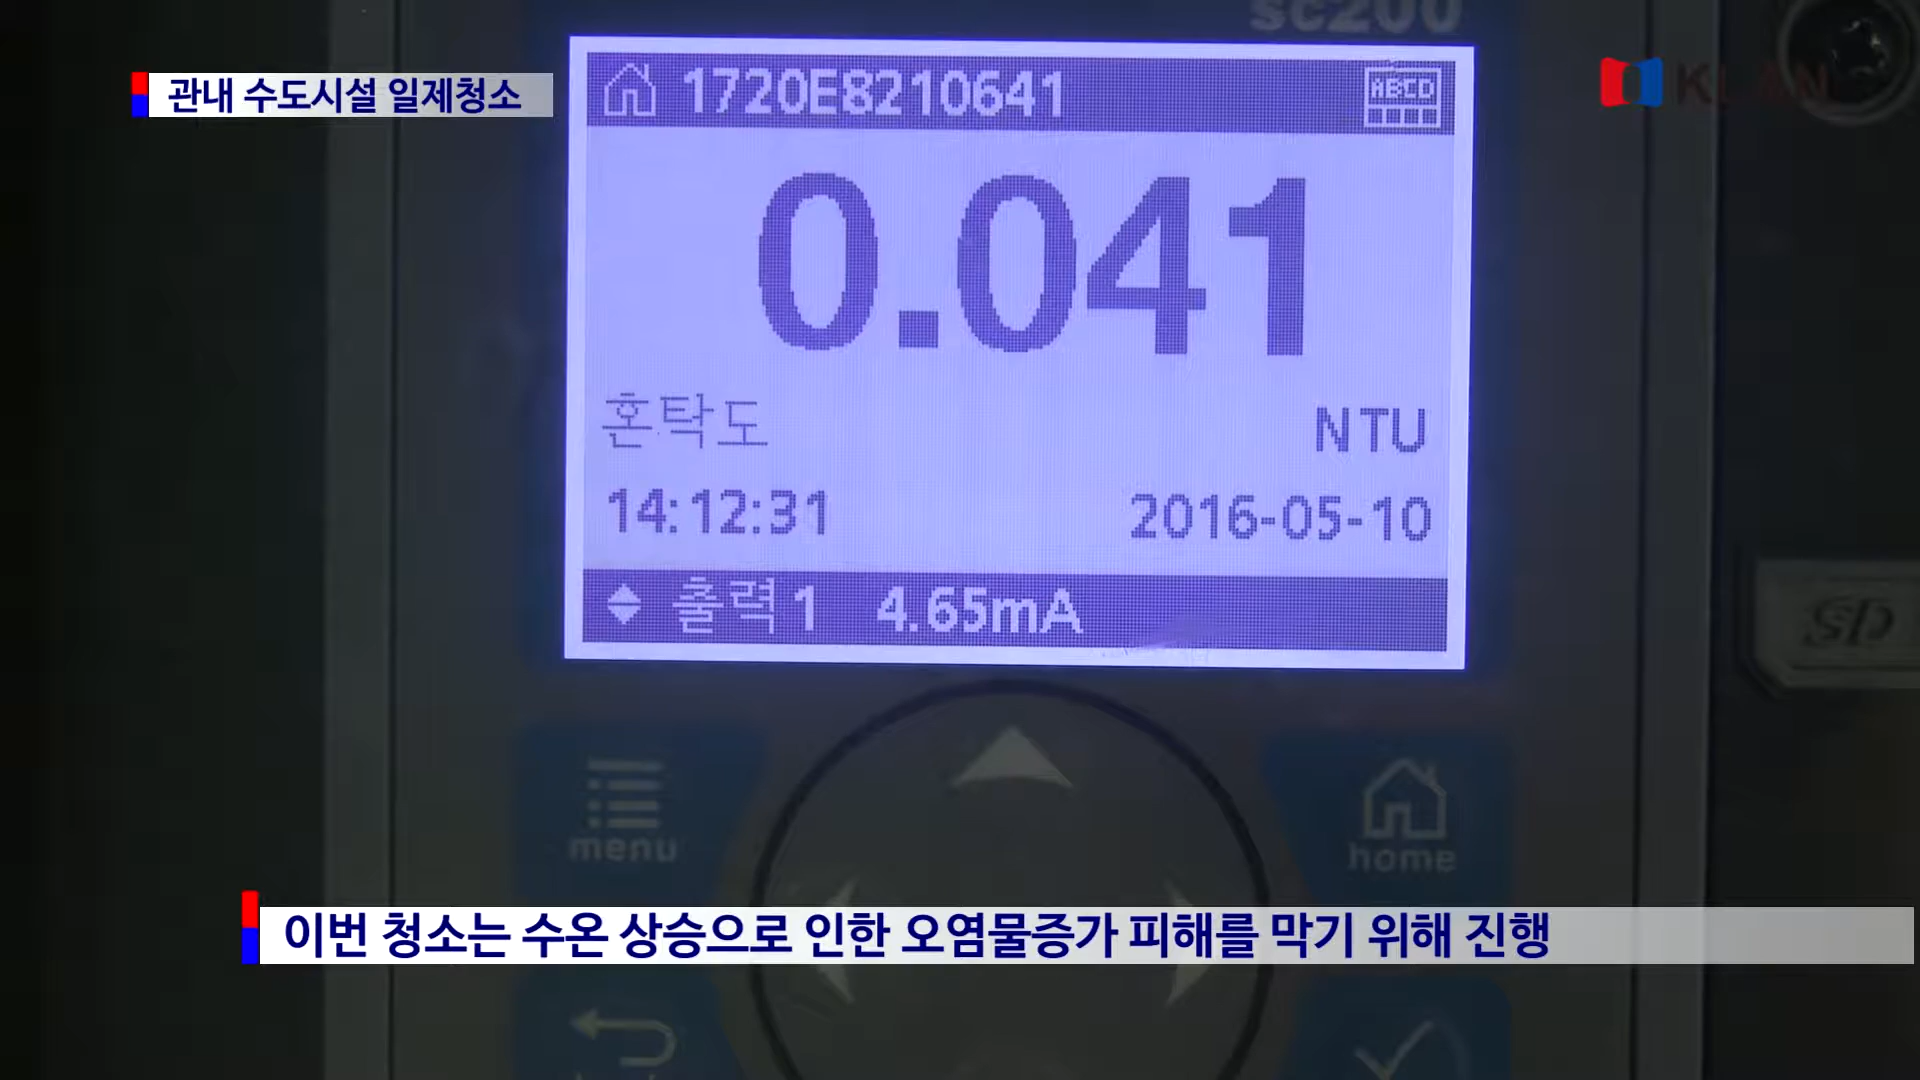 sc200
관내 수도시설 일제청소
KLAN
1720E8210641
ABCD
0.041
혼탁도
NTU
14:12:31
2016-05-10
출력 1 4.65mA
menu
home
이번 청소는 수온 상승으로 인한 오염물증가 피해를 막기 위해 진행